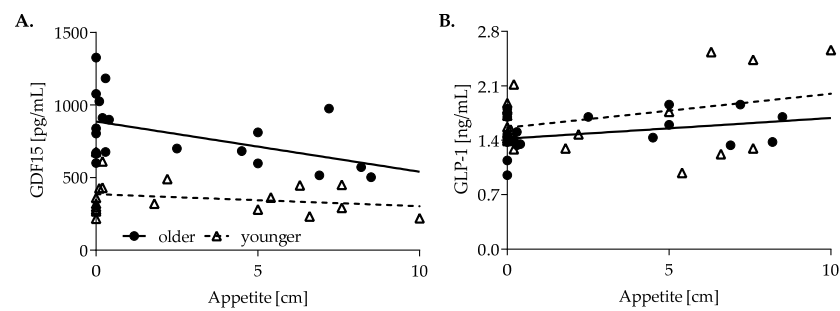 A.
1500
1000
500
0
GDF15 [pg/mL]
older
younger
0
5
10
Appetite [cm]
B.
2.8
2.1
1.4
0.7
0.0
GLP-1 [ng/mL]
0
5
10
Appetite [cm]